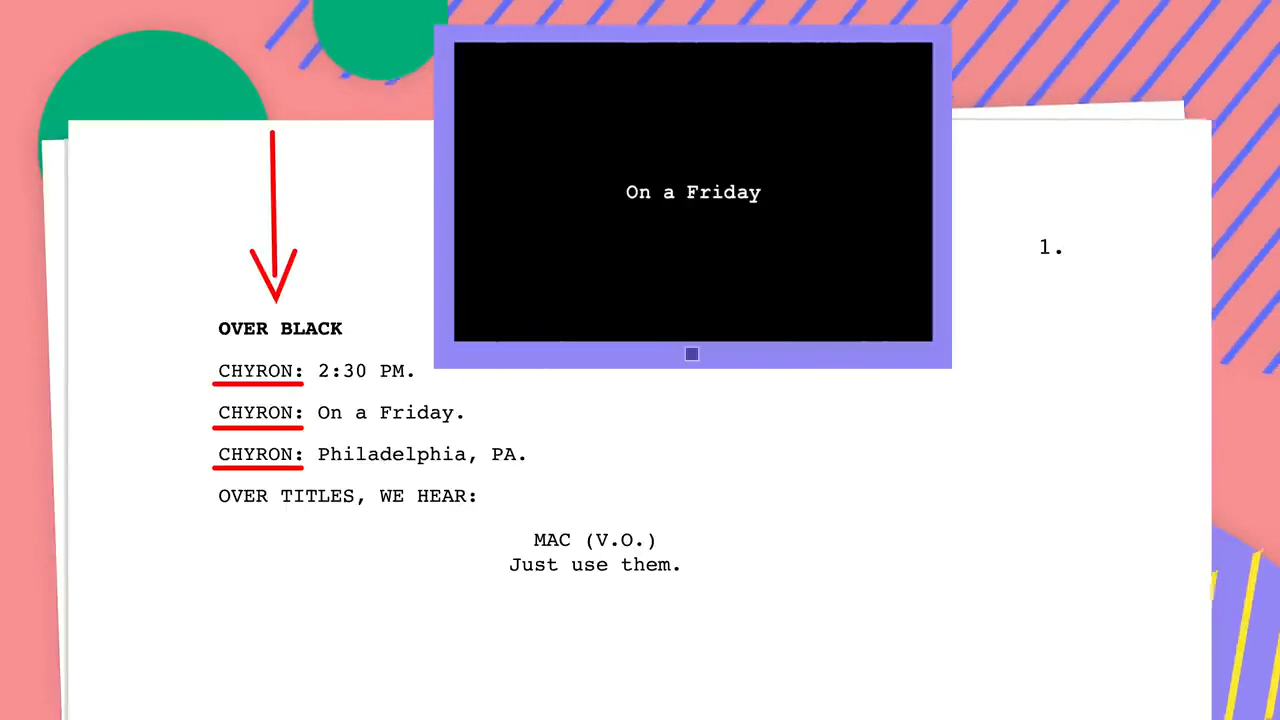 On a Friday
1.
OVER BLACK
CHYRON: 2:30 PM.
CHYRON: On a Friday.
CHYRON: Philadelphia, PA.
OVER TITLES, WE HEAR:
MAC (V.O.)
Just use them.